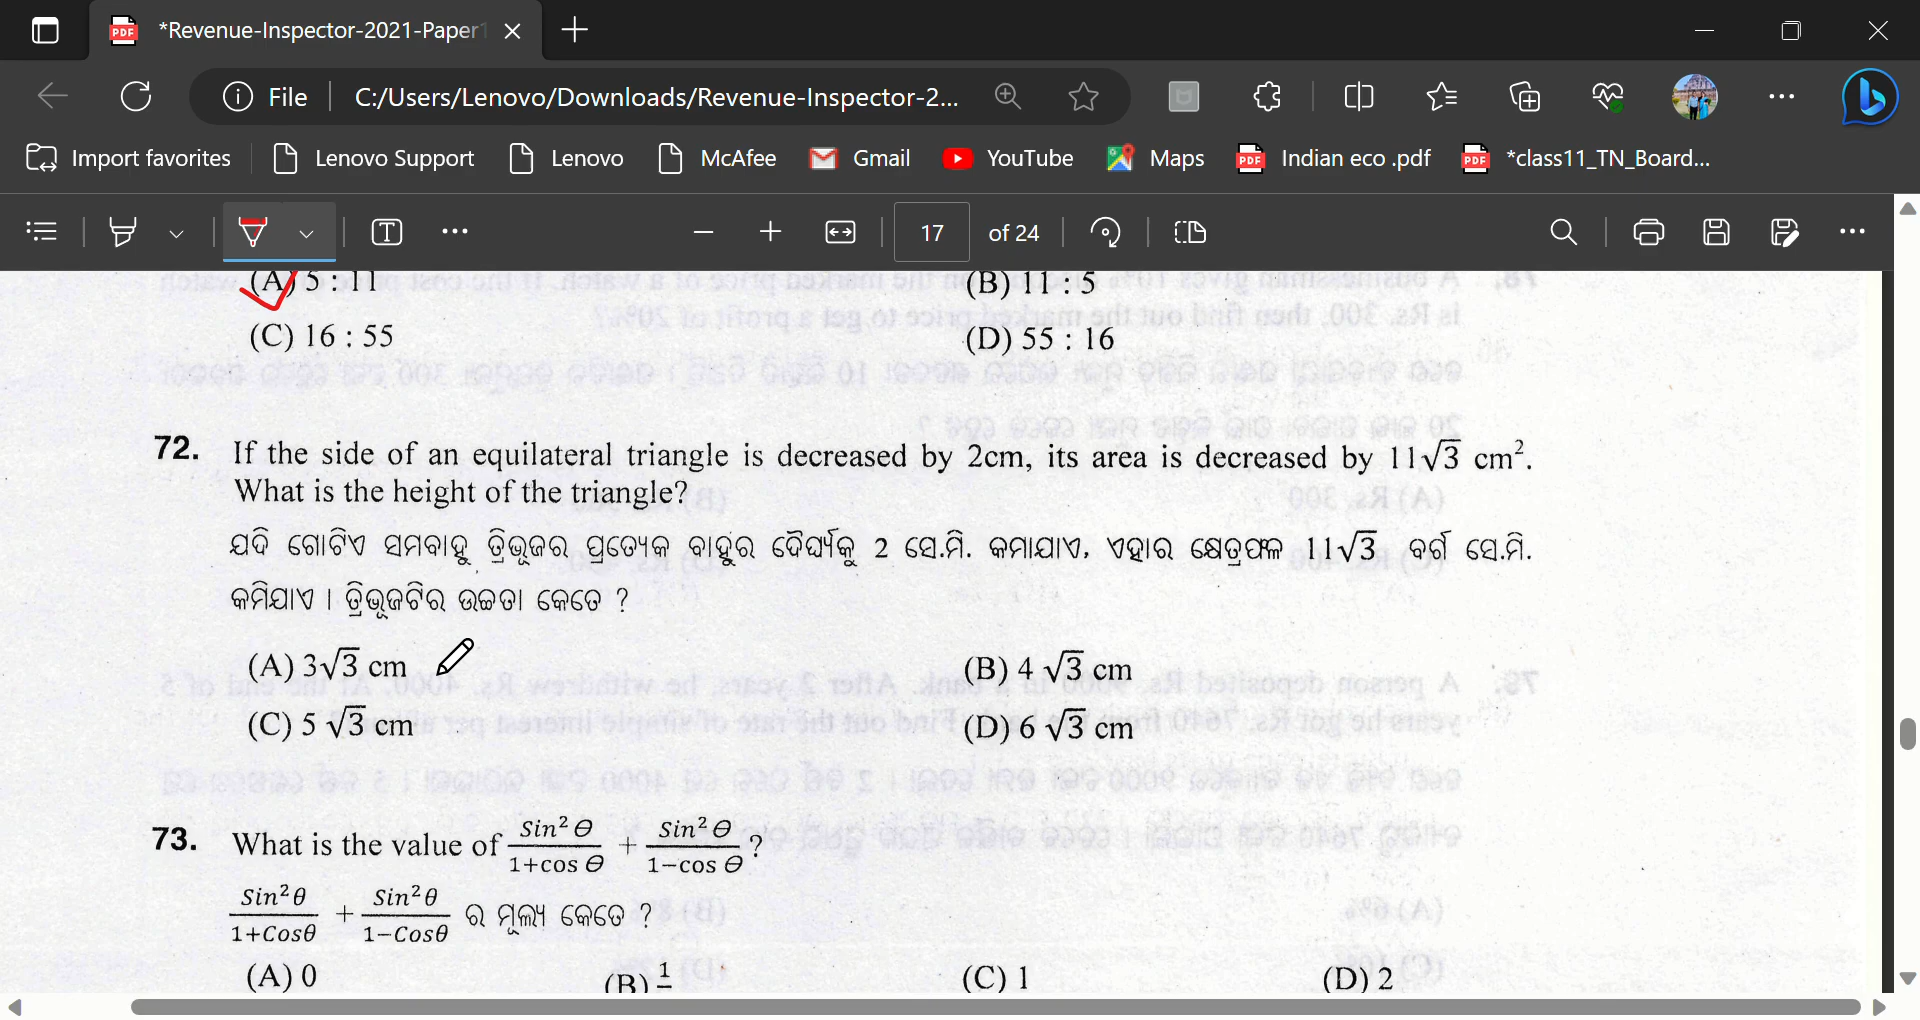 *Revenue-Inspector-2021-Paper1
File C:/Users/Lenovo/Downloads/Revenue-Inspector-2...
Import favorites Lenovo Support Lenovo McAfee Gmail YouTube Maps Indian eco .pdf *class11_TN_Board...
17 of 24
(A) 5 : 11 (B) 11 : 5
(C) 16 : 55 (D) 55 : 16
72. If the side of an equilateral triangle is decreased by 2cm, its area is decreased by 11√3 cm².
What is the height of the triangle?
ଯଦି ଗୋଟିଏ ସମବାହୁ ତ୍ରିଭୂଜର ପ୍ରତ୍ୟେକ ବାହୁର ଦୈର୍ଘ୍ୟକୁ 2 ସେ.ମି. କମାଯାଏ, ଏହାର କ୍ଷେତ୍ରଫଳ 11√3 ବର୍ଗ ସେ.ମି.
କମିଯାଏ । ତ୍ରିଭୂଜଟିର ଉଚ୍ଚତା କେତେ ?
(A) 3√3 cm (B) 4 √3 cm
(C) 5 √3 cm (D) 6 √3 cm
73. What is the value of Sin²Θ/1+cos Θ + Sin²Θ/1−cos Θ ?
Sin²θ/1+Cosθ + Sin²θ/1−Cosθ ର ମୂଲ୍ୟ କେତେ ?
(A) 0 (B) 1 (C) 1 (D) 2